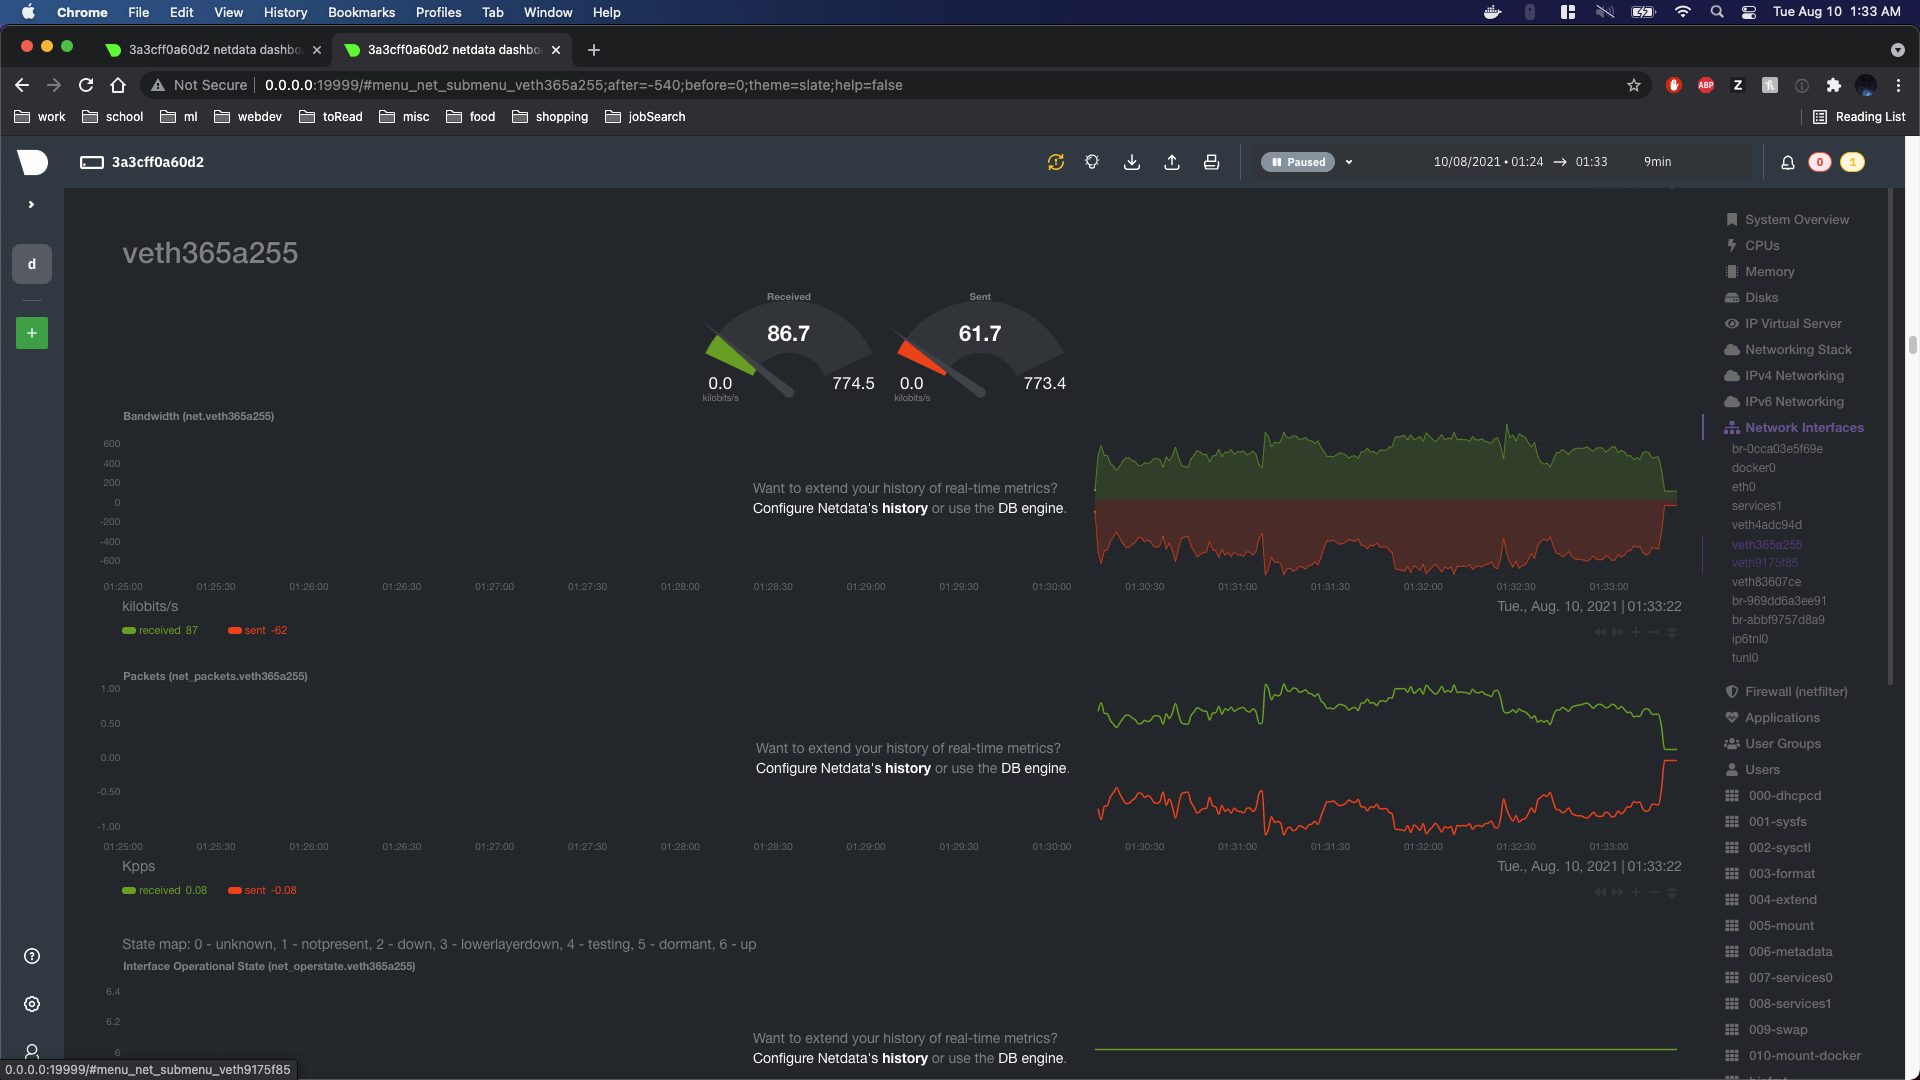 Chrome File Edit View History Bookmarks Profiles Tab Window Help Tue Aug 10 1:33 AM
3a3cff0a60d2 netdata dashbo 3a3cff0a60d2 netdata dashbo
Not Secure 0.0.0.0:19999/#menu_net_submenu_veth365a255;after=-540;before=0;theme=slate;help=false ABP Z
work school ml webdev toRead misc food shopping jobSearch Reading List
3a3cff0a60d2 Paused 10/08/2021 • 01:24 → 01:33 9min 0 1
d
+
veth365a255
Received Sent
86.7 61.7
0.0 774.5 0.0 773.4
kilobits/s kilobits/s
Bandwidth (net.veth365a255)
600
400
200
0
-200
-400
-600
Want to extend your history of real-time metrics?
Configure Netdata's history or use the DB engine.
01:25:00 01:25:30 01:26:00 01:26:30 01:27:00 01:27:30 01:28:00 01:28:30 01:29:00 01:29:30 01:30:00 01:30:30 01:31:00 01:31:30 01:32:00 01:32:30 01:33:00
kilobits/s Tue., Aug. 10, 2021 | 01:33:22
received 87 sent -62
Packets (net_packets.veth365a255)
1.00
0.50
0.00
-0.50
-1.00
Want to extend your history of real-time metrics?
Configure Netdata's history or use the DB engine.
01:25:00 01:25:30 01:26:00 01:26:30 01:27:00 01:27:30 01:28:00 01:28:30 01:29:00 01:29:30 01:30:00 01:30:30 01:31:00 01:31:30 01:32:00 01:32:30 01:33:00
Kpps Tue., Aug. 10, 2021 | 01:33:22
received 0.08 sent -0.08
State map: 0 - unknown, 1 - notpresent, 2 - down, 3 - lowerlayerdown, 4 - testing, 5 - dormant, 6 - up
Interface Operational State (net_operstate.veth365a255)
6.4
6.2
6
Want to extend your history of real-time metrics?
Configure Netdata's history or use the DB engine.
System Overview
CPUs
Memory
Disks
IP Virtual Server
Networking Stack
IPv4 Networking
IPv6 Networking
Network Interfaces
br-0cca03e5f69e
docker0
eth0
services1
veth4adc94d
veth365a255
veth9175f85
veth83607ce
br-969dd6a3ee91
br-abbf9757d8a9
ip6tnl0
tunl0
Firewall (netfilter)
Applications
User Groups
Users
000-dhcpcd
001-sysfs
002-sysctl
003-format
004-extend
005-mount
006-metadata
007-services0
008-services1
009-swap
010-mount-docker
0.0.0.0:19999/#menu_net_submenu_veth9175f85